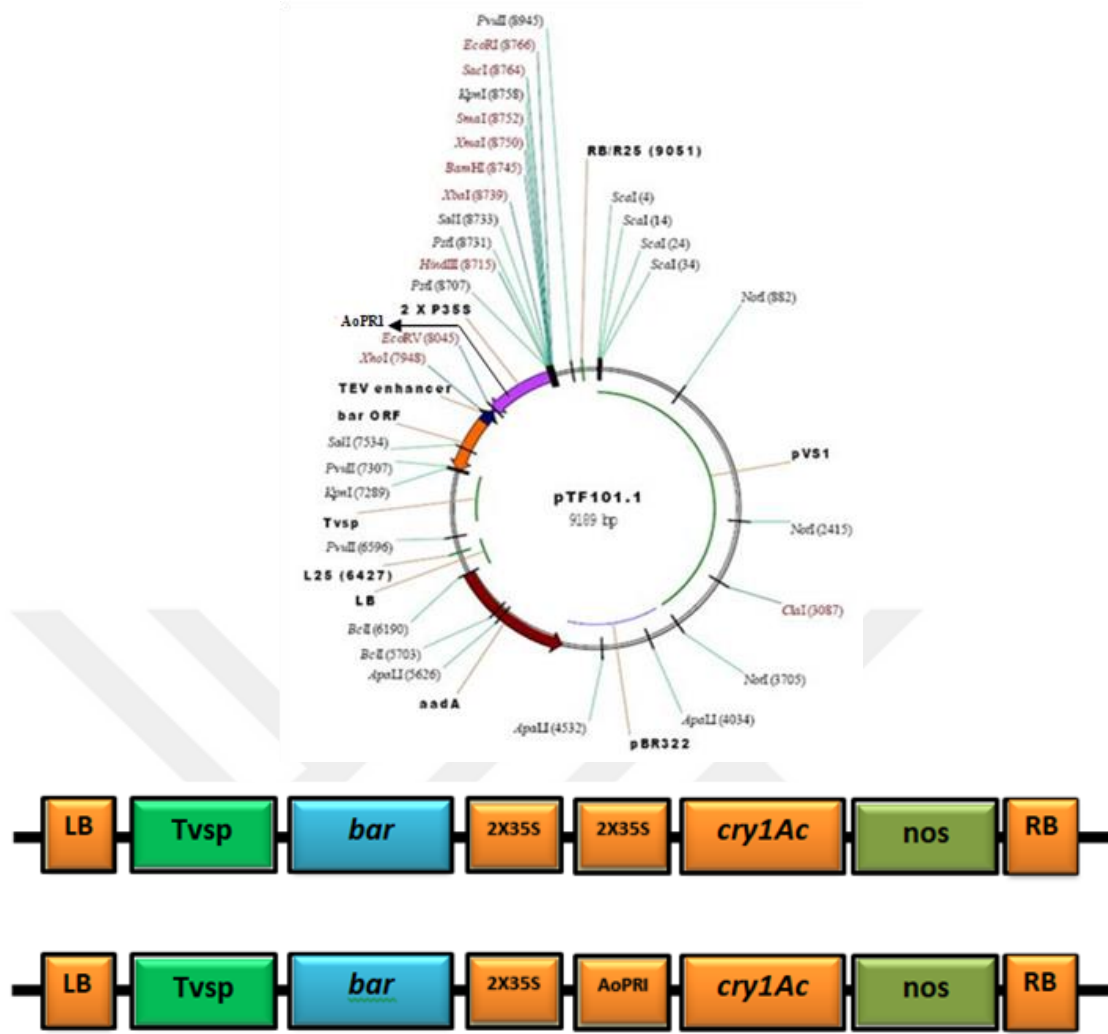 PvuII (8945)
EcoRI (8766)
SacI (8764)
KpnI (8758)
SmaI (8752)
XmaI (8750)
BamHI (8745)
XbaI (8739)
SalI (8733)
PstI (8731)
HindIII (8715)
PstI (8707)
2 X P35S
AoPR1
EcoRV (8045)
XhoI (7948)
TEV enhancer
bar ORF
SalI (7534)
PvuII (7307)
KpnI (7289)
Tvsp
PvuII (6596)
L25 (6427)
LB
BclI (6190)
BclI (5703)
ApaLI (5626)
aadA
ApaLI (4532)
pBR322
ApaLI (4034)
NotI (3705)
ClaI (3087)
NotI (2415)
pVS1
NotI (882)
ScaI (34)
ScaI (24)
ScaI (14)
ScaI (4)
RB/R25 (9051)
pTF101.1
9189 bp
LB Tvsp bar 2X35S 2X35S cry1Ac nos RB
LB Tvsp bar 2X35S AoPRI cry1Ac nos RB